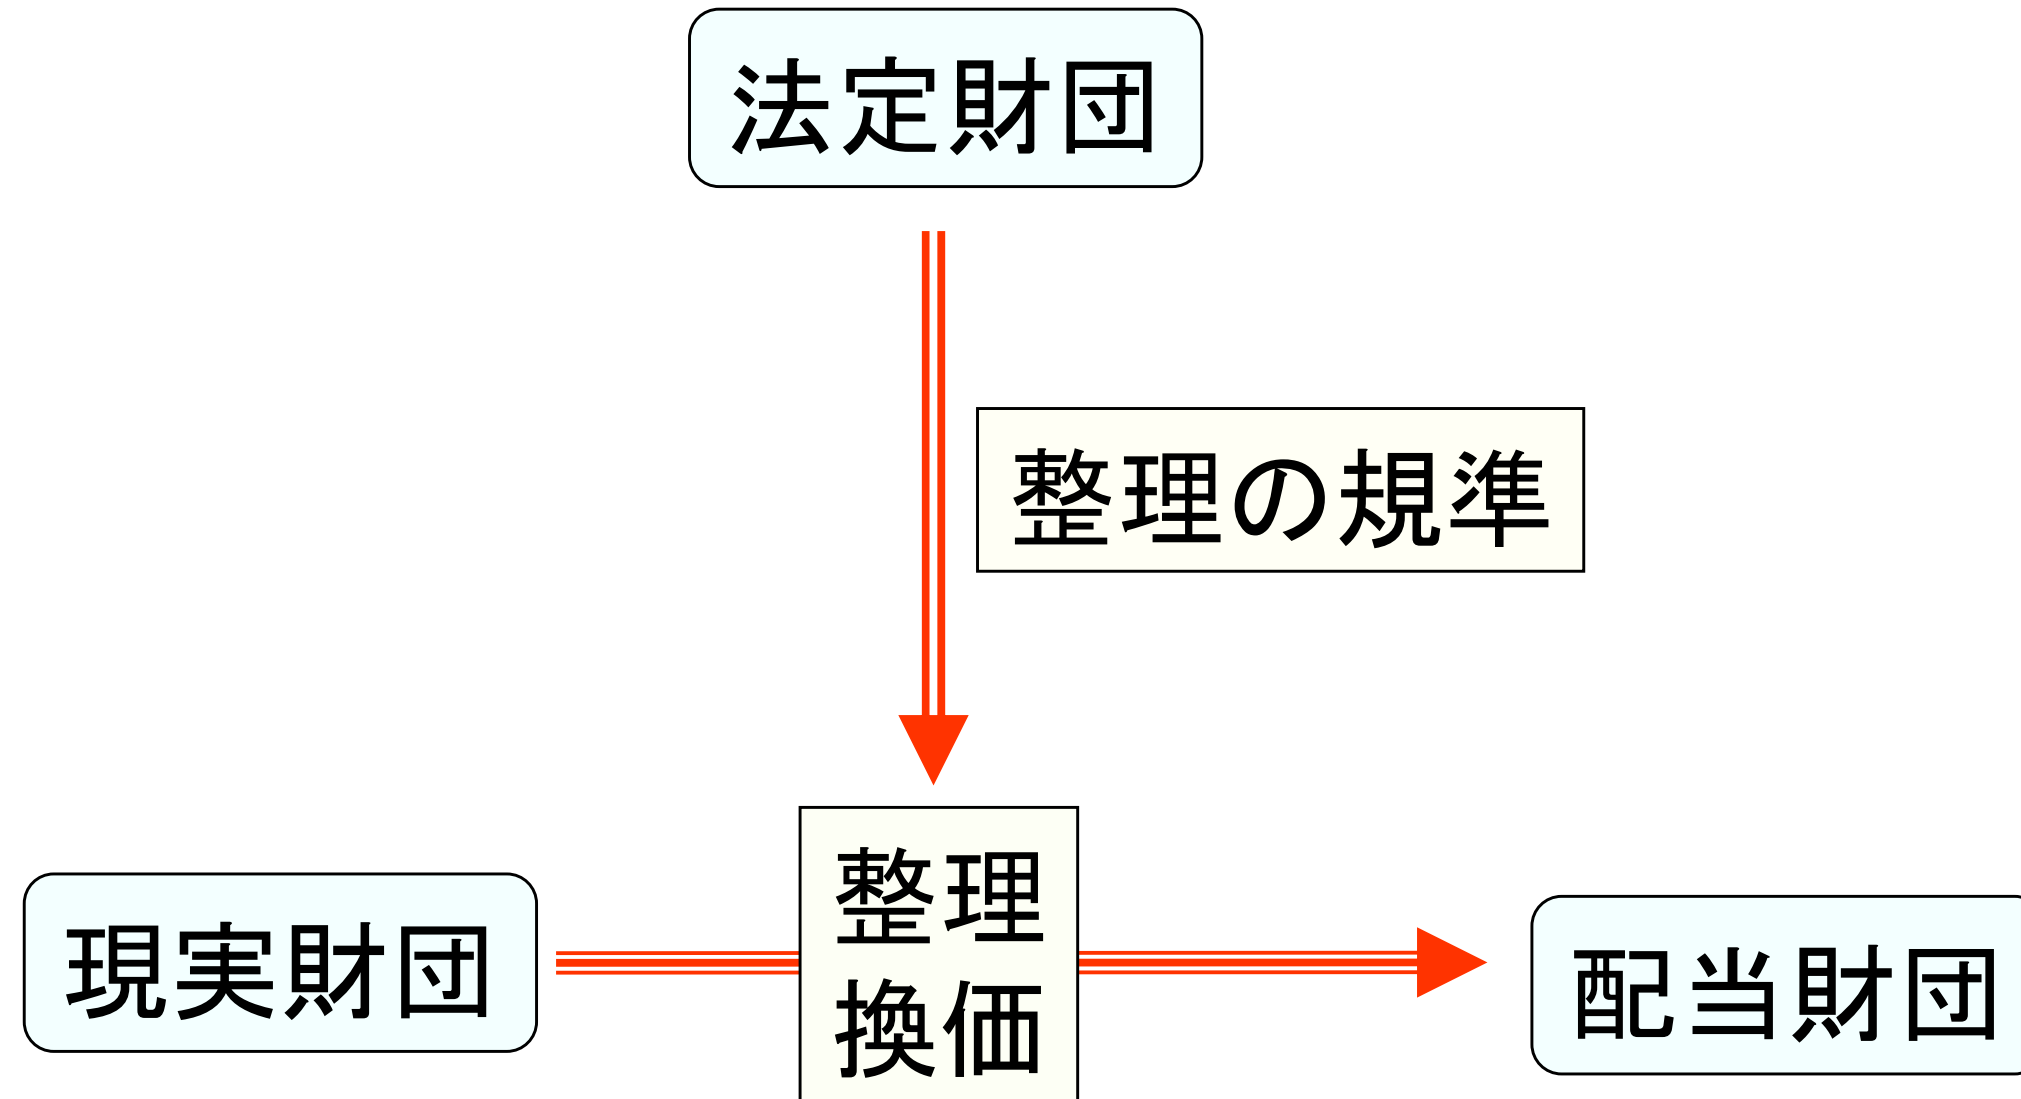 法定財団
整理の規準
現実財団
整理
換価
配当財団